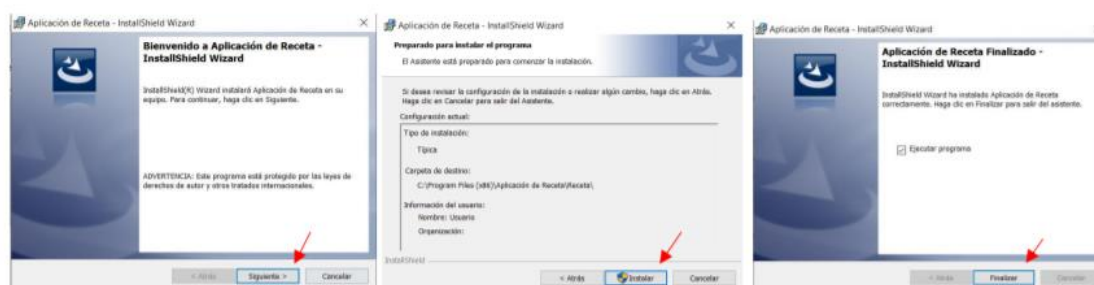 Aplicación de Receta - InstallShield Wizard
Bienvenido a Aplicación de Receta -
InstallShield Wizard
InstallShield(R) Wizard instalará Aplicación de Receta en su
equipo. Para continuar, haga clic en Siguiente.
ADVERTENCIA: Este programa está protegido por las leyes de
derechos de autor y otros tratados internacionales.
< Atrás
Siguiente >
Cancelar
Aplicación de Receta - InstallShield Wizard
Preparado para instalar el programa
El Asistente está preparado para comenzar la instalación.
Si desea revisar la configuración de la instalación o realizar algún cambio, haga clic en Atrás.
Haga clic en Cancelar para salir del Asistente.
Configuración actual:
Tipo de instalación:
Típica
Carpeta de destino:
C:\Program Files (x86)\Aplicación de Receta\Receta\
Información del usuario:
Nombre: Usuario
Organización:
InstallShield
< Atrás
Instalar
Cancelar
Aplicación de Receta - InstallShield Wizard
Aplicación de Receta Finalizado -
InstallShield Wizard
InstallShield Wizard ha instalado Aplicación de Receta
correctamente. Haga clic en Finalizar para salir del asistente.
Ejecutar programa
< Atrás
Finalizar
Cancelar